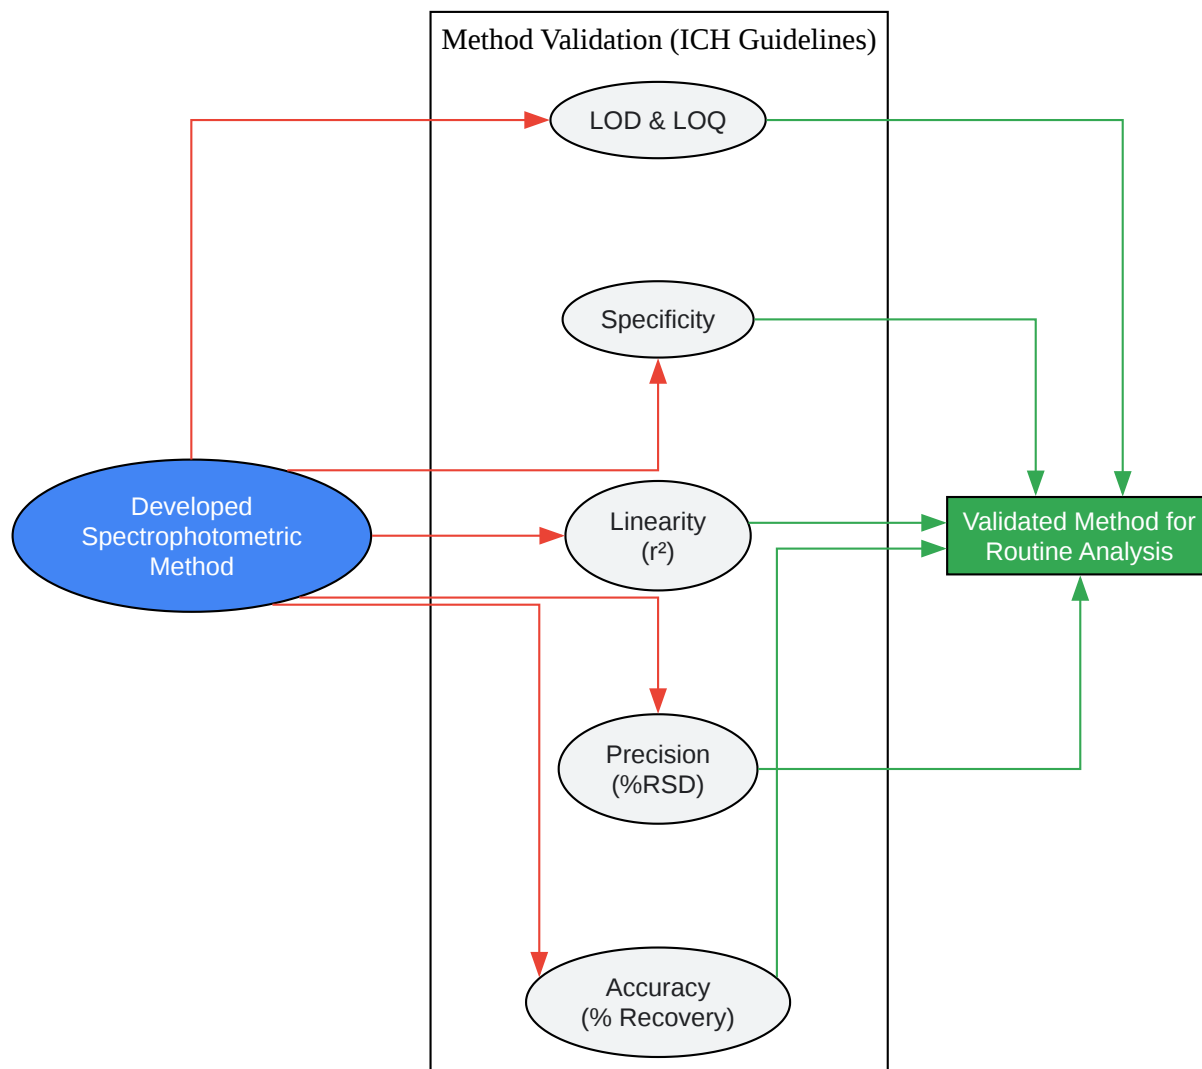 Method Validation (ICH Guidelines)
LOD & LOQ
Specificity
Developed
Spectrophotometric
Method
Linearity
(r²)
Validated Method for
Routine Analysis
Precision
(%RSD)
Accuracy
(% Recovery)